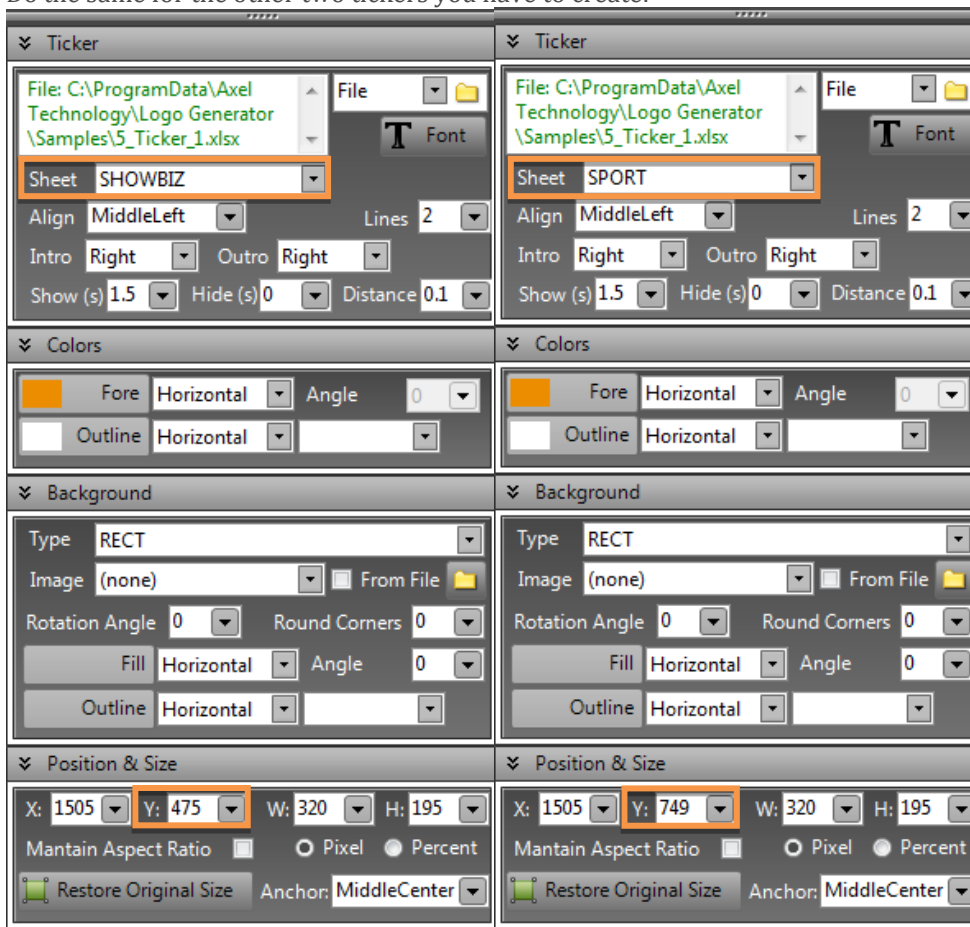 Do the same for the other two tickers you have to create.
Ticker
File: C:\ProgramData\Axel
Technology\Logo Generator
\Samples\5_Ticker_1.xlsx
File
Font
Sheet SHOWBIZ
Align MiddleLeft Lines 2
Intro Right Outro Right
Show (s) 1.5 Hide (s) 0 Distance 0.1
Colors
Fore Horizontal Angle 0
Outline Horizontal
Background
Type RECT
Image (none) From File
Rotation Angle 0 Round Corners 0
Fill Horizontal Angle 0
Outline Horizontal
Position & Size
X: 1505 Y: 475 W: 320 H: 195
Mantain Aspect Ratio Pixel Percent
Restore Original Size Anchor: MiddleCenter
Ticker
File: C:\ProgramData\Axel
Technology\Logo Generator
\Samples\5_Ticker_1.xlsx
File
Font
Sheet SPORT
Align MiddleLeft Lines 2
Intro Right Outro Right
Show (s) 1.5 Hide (s) 0 Distance 0.1
Colors
Fore Horizontal Angle 0
Outline Horizontal
Background
Type RECT
Image (none) From File
Rotation Angle 0 Round Corners 0
Fill Horizontal Angle 0
Outline Horizontal
Position & Size
X: 1505 Y: 749 W: 320 H: 195
Mantain Aspect Ratio Pixel Percent
Restore Original Size Anchor: MiddleCenter